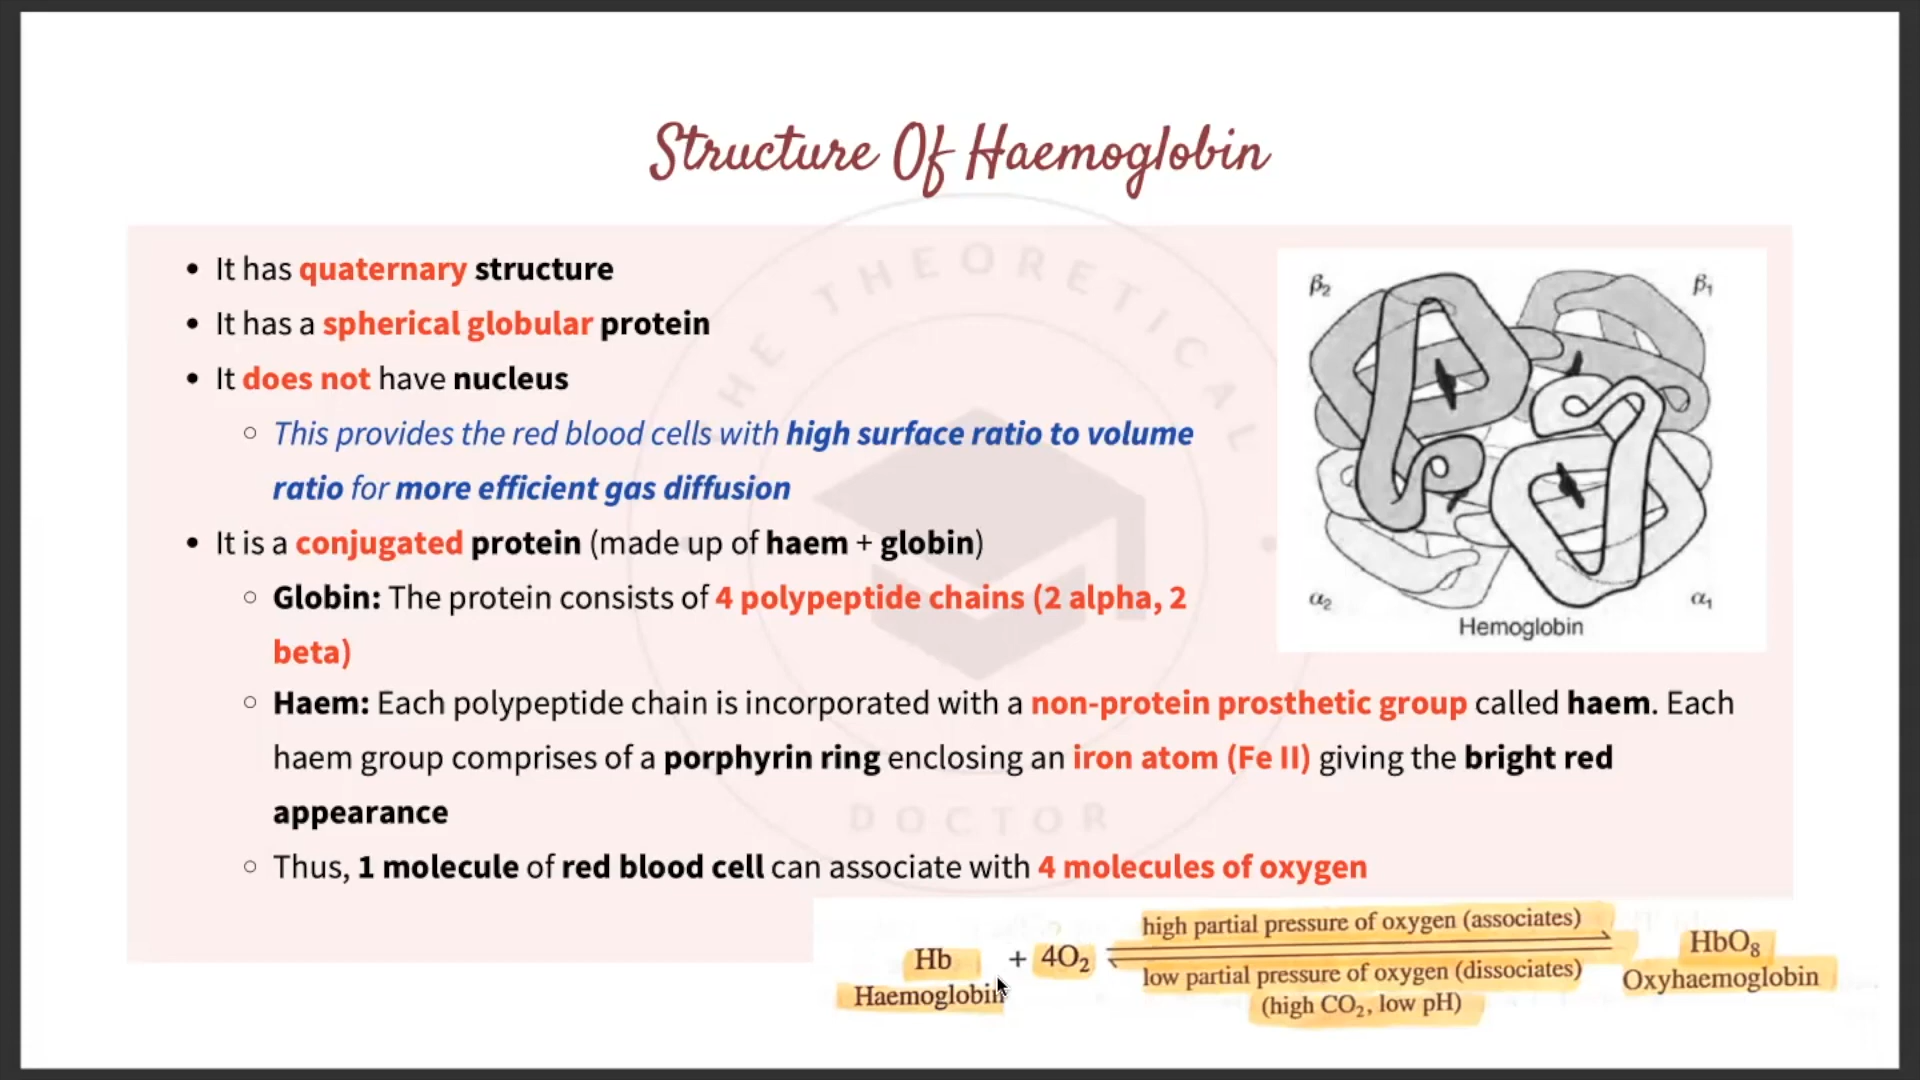 Structure Of Haemoglobin
THE THEORETICAL
DOCTOR
• It has quaternary structure
• It has a spherical globular protein
• It does not have nucleus
○ This provides the red blood cells with high surface ratio to volume
ratio for more efficient gas diffusion
• It is a conjugated protein (made up of haem + globin)
○ Globin: The protein consists of 4 polypeptide chains (2 alpha, 2
beta)
○ Haem: Each polypeptide chain is incorporated with a non-protein prosthetic group called haem. Each
haem group comprises of a porphyrin ring enclosing an iron atom (Fe II) giving the bright red
appearance
○ Thus, 1 molecule of red blood cell can associate with 4 molecules of oxygen
β₂ β₁
α₂ α₁
Hemoglobin
high partial pressure of oxygen (associates)
Hb + 4O₂ HbO₈
low partial pressure of oxygen (dissociates)
Haemoglobin Oxyhaemoglobin
(high CO₂, low pH)